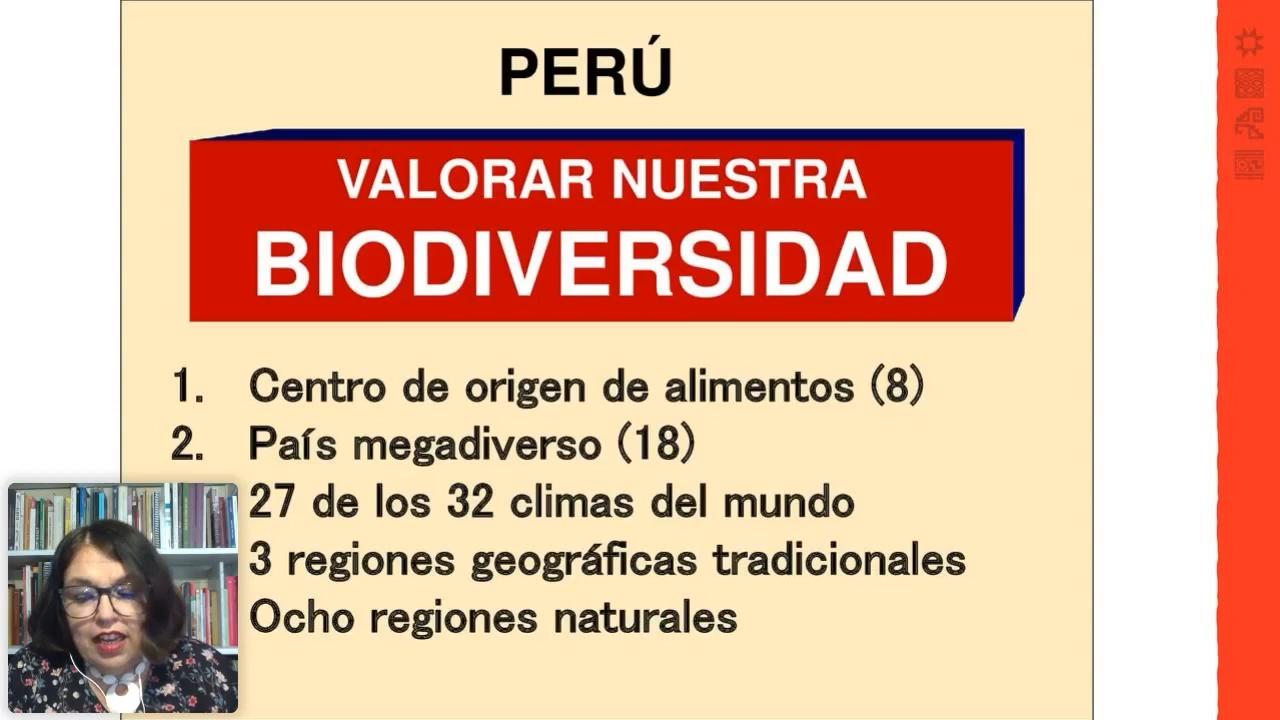 PERÚ
VALORAR NUESTRA
BIODIVERSIDAD
1. Centro de origen de alimentos (8)
2. País megadiverso (18)
27 de los 32 climas del mundo
3 regiones geográficas tradicionales
Ocho regiones naturales